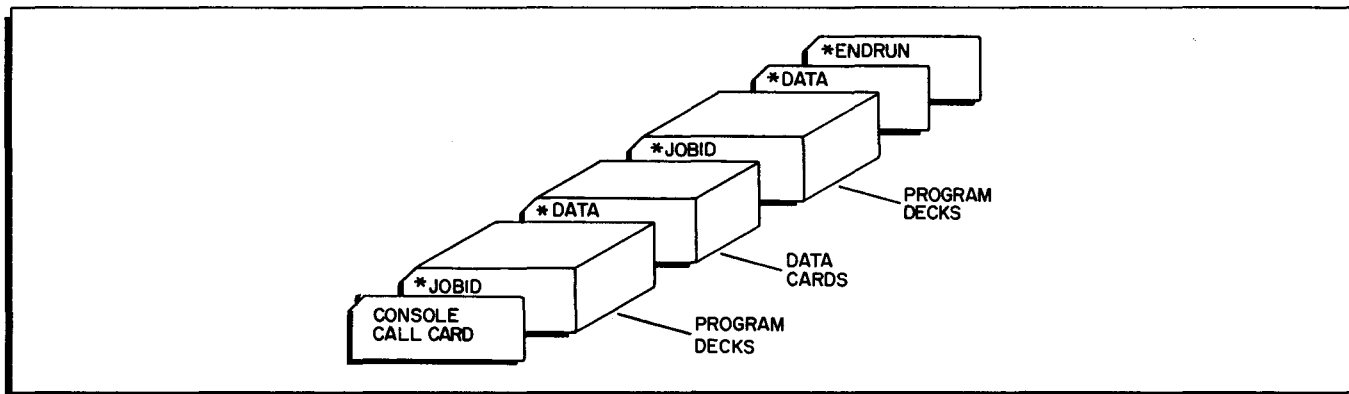 *ENDRUN
*DATA
*JOBID
PROGRAM
DECKS
*DATA
DATA
CARDS
*JOBID
PROGRAM
DECKS
CONSOLE
CALL CARD